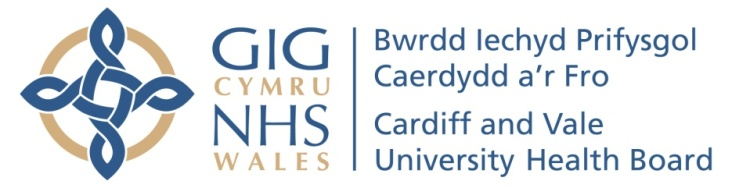 GIG
CYMRU
NHS
WALES
Bwrdd Iechyd Prifysgol
Caerdydd a'r Fro
Cardiff and Vale
University Health Board